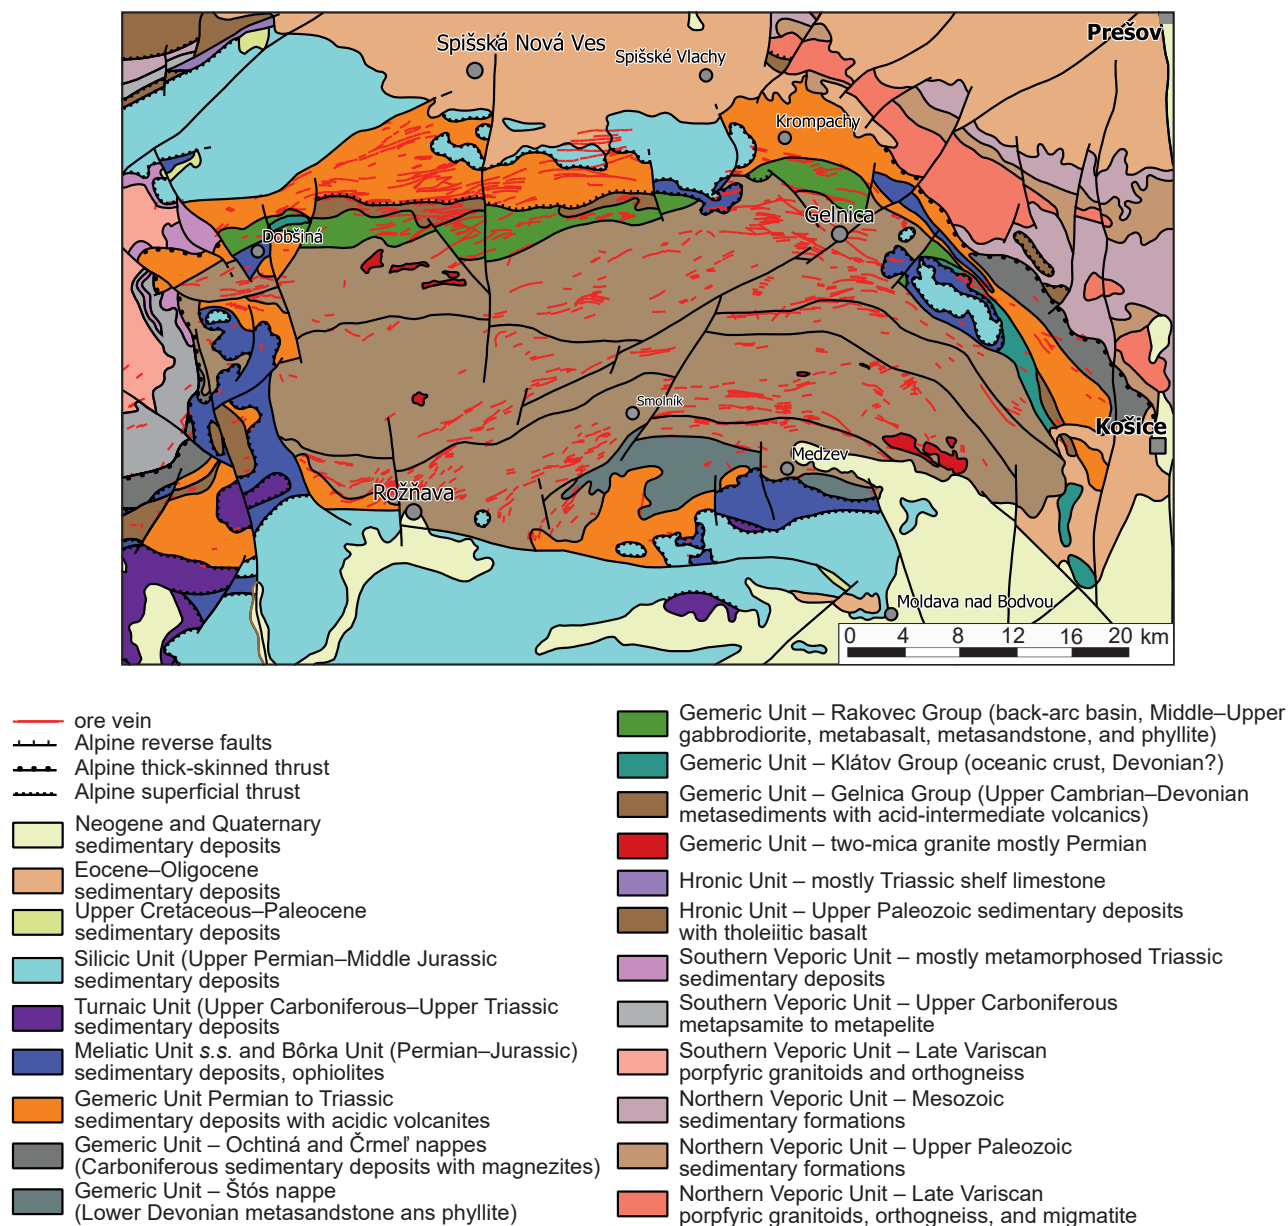 Prešov
Spišská Nová Ves
Spišské Vlachy
Krompachy
Gelnica
Dobšiná
Smolník
Košice
Medzev
Rožňava
Moldava nad Bodvou
0 4 8 12 16 20 km
ore vein
Alpine reverse faults
Alpine thick-skinned thrust
Alpine superficial thrust
Neogene and Quaternary
sedimentary deposits
Eocene–Oligocene
sedimentary deposits
Upper Cretaceous–Paleocene
sedimentary deposits
Silicic Unit (Upper Permian–Middle Jurassic
sedimentary deposits
Turnaic Unit (Upper Carboniferous–Upper Triassic
sedimentary deposits
Meliatic Unit s.s. and Bôrka Unit (Permian–Jurassic)
sedimentary deposits, ophiolites
Gemeric Unit Permian to Triassic
sedimentary deposits with acidic volcanites
Gemeric Unit – Ochtiná and Črmeľ nappes
(Carboniferous sedimentary deposits with magnezites)
Gemeric Unit – Štós nappe
(Lower Devonian metasandstone ans phyllite)
Gemeric Unit – Rakovec Group (back-arc basin, Middle–Upper
gabbrodiorite, metabasalt, metasandstone, and phyllite)
Gemeric Unit – Klátov Group (oceanic crust, Devonian?)
Gemeric Unit – Gelnica Group (Upper Cambrian–Devonian
metasediments with acid-intermediate volcanics)
Gemeric Unit – two-mica granite mostly Permian
Hronic Unit – mostly Triassic shelf limestone
Hronic Unit – Upper Paleozoic sedimentary deposits
with tholeiitic basalt
Southern Veporic Unit – mostly metamorphosed Triassic
sedimentary deposits
Southern Veporic Unit – Upper Carboniferous
metapsamite to metapelite
Southern Veporic Unit – Late Variscan
porpfyric granitoids and orthogneiss
Northern Veporic Unit – Mesozoic
sedimentary formations
Northern Veporic Unit – Upper Paleozoic
sedimentary formations
Northern Veporic Unit – Late Variscan
porpfyric granitoids, orthogneiss, and migmatite